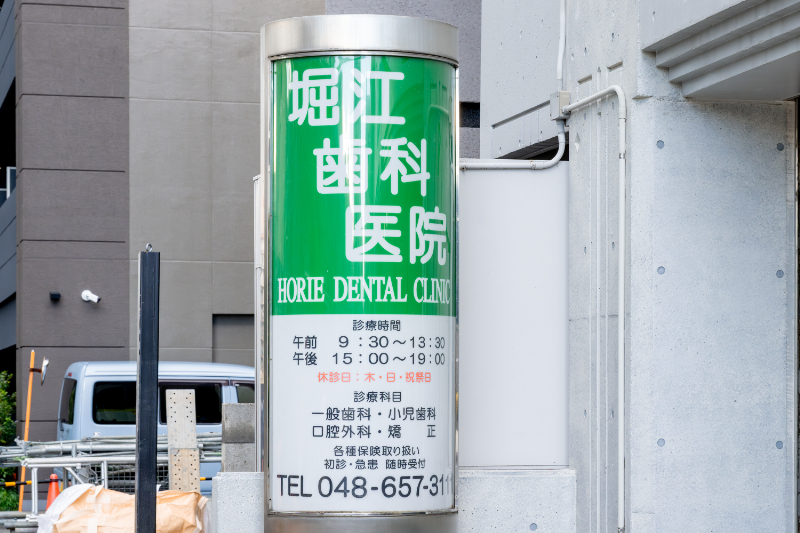 堀江
歯科
医院
HORIE DENTAL CLINIC
診療時間
午前 9:30～13:30
午後 15:00～19:00
休診日:木・日・祝祭日
診療科目
一般歯科・小児歯科
口腔外科・矯 正
各種保険取り扱い
初診・急患 随時受付
TEL 048-657-3111